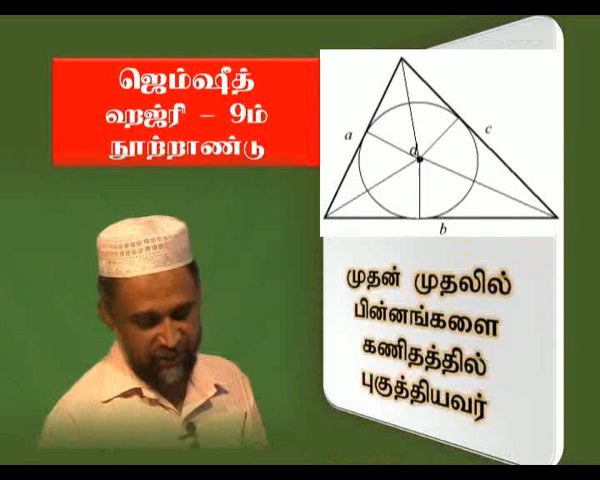 ஜெம்ஷீத்
ஹஜ்ரி – 9ம்
நூற்றாண்டு
a
c
d
b
முதன் முதலில்
பின்னங்களை
கணிதத்தில்
புகுத்தியவர்